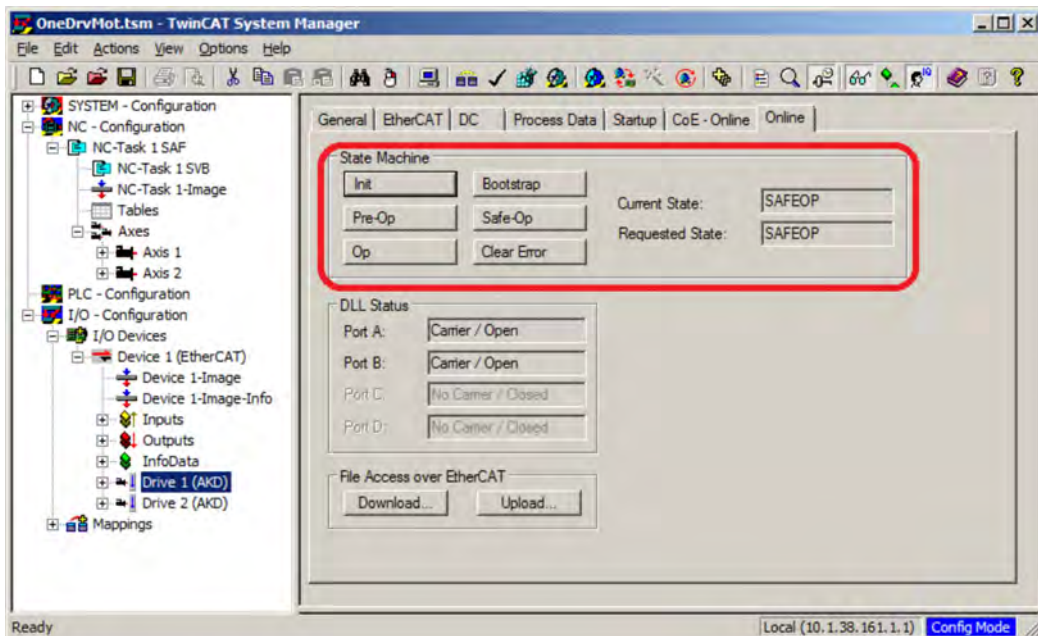 OneDrvMot.tsm - TwinCAT System Manager
File Edit Actions View Options Help
SYSTEM - Configuration
NC - Configuration
NC-Task 1 SAF
NC-Task 1 SVB
NC-Task 1-Image
Tables
Axes
Axis 1
Axis 2
PLC - Configuration
I/O - Configuration
I/O Devices
Device 1 (EtherCAT)
Device 1-Image
Device 1-Image-Info
Inputs
Outputs
InfoData
Drive 1 (AKD)
Drive 2 (AKD)
Mappings
General EtherCAT DC Process Data Startup CoE - Online Online
State Machine
Init Bootstrap
Pre-Op Safe-Op
Op Clear Error
Current State: SAFEOP
Requested State: SAFEOP
DLL Status
Port A: Carrier / Open
Port B: Carrier / Open
Port C: No Carrier / Closed
Port D: No Carrier / Closed
File Access over EtherCAT
Download... Upload...
Ready Local (10.1.38.161.1.1) Config Mode